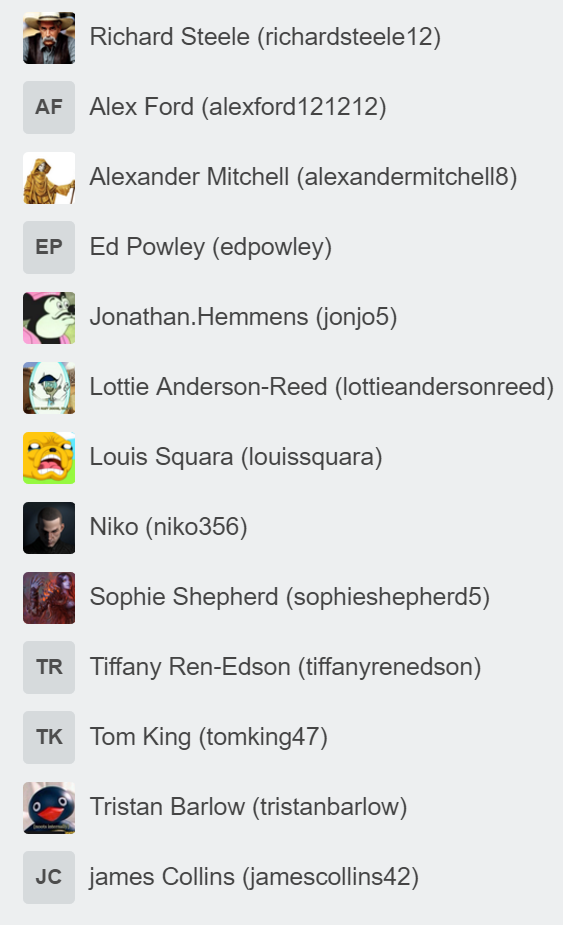 Richard Steele (richardsteele12)
AF Alex Ford (alexford121212)
Alexander Mitchell (alexandermitchell8)
EP Ed Powley (edpowley)
Jonathan.Hemmens (jonjo5)
Lottie Anderson-Reed (lottieandersonreed)
Louis Squara (louissquara)
Niko (niko356)
Sophie Shepherd (sophieshepherd5)
TR Tiffany Ren-Edson (tiffanyrenedson)
TK Tom King (tomking47)
Tristan Barlow (tristanbarlow)
JC james Collins (jamescollins42)